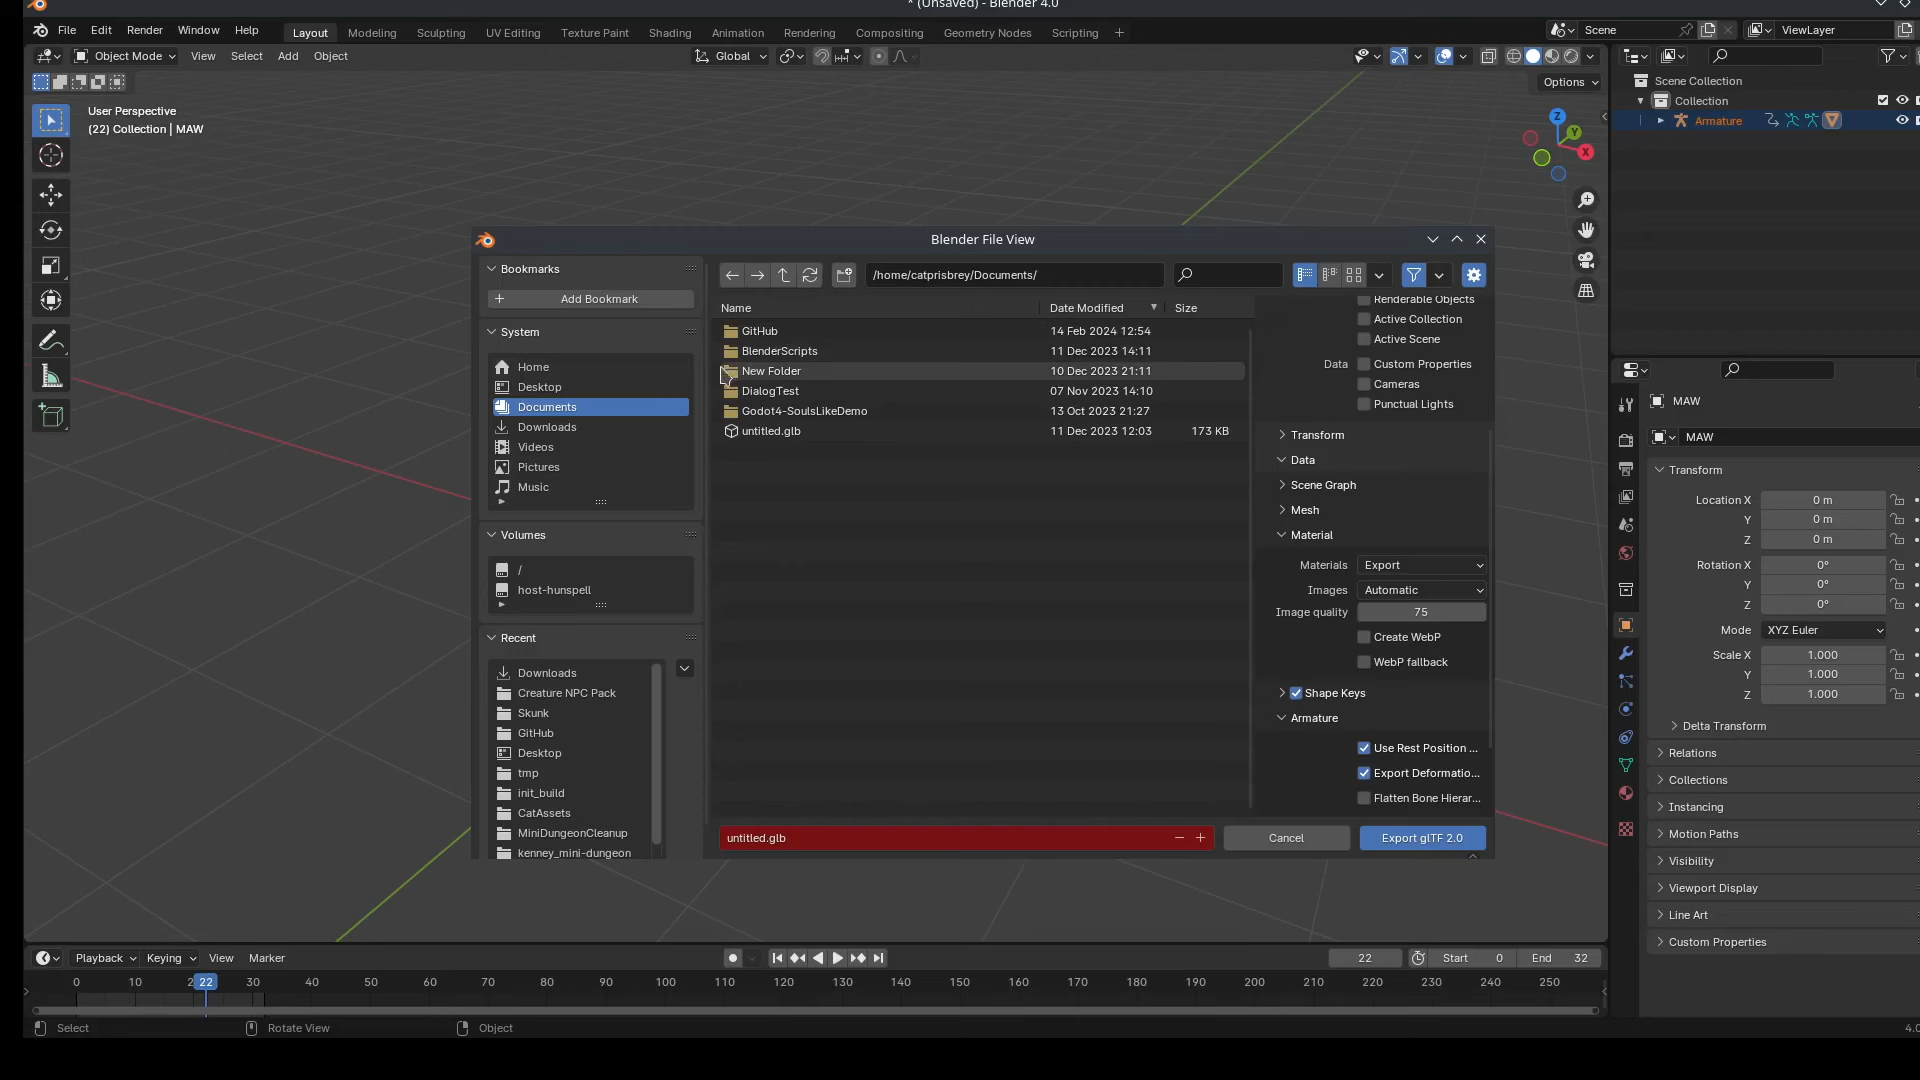 * (Unsaved) - Blender 4.0
File Edit Render Window Help
Layout Modeling Sculpting UV Editing Texture Paint Shading Animation Rendering Compositing Geometry Nodes Scripting +
Scene
ViewLayer
Object Mode View Select Add Object
Global
Options
User Perspective
(22) Collection | MAW
Z
Y
X
Scene Collection
Collection
Armature
Blender File View
Bookmarks
Add Bookmark
System
Home
Desktop
Documents
Downloads
Videos
Pictures
Music
Volumes
/
host-hunspell
Recent
Downloads
Creature NPC Pack
Skunk
GitHub
Desktop
tmp
init_build
CatAssets
MiniDungeonCleanup
kenney_mini-dungeon
/home/catprisbrey/Documents/
Name Date Modified Size
GitHub 14 Feb 2024 12:54
BlenderScripts 11 Dec 2023 14:11
New Folder 10 Dec 2023 21:11
DialogTest 07 Nov 2023 14:10
Godot4-SoulsLikeDemo 13 Oct 2023 21:27
untitled.glb 11 Dec 2023 12:03 173 KB
Renderable Objects
Active Collection
Active Scene
Data Custom Properties
Cameras
Punctual Lights
Transform
Data
Scene Graph
Mesh
Material
Materials Export
Images Automatic
Image quality 75
Create WebP
WebP fallback
Shape Keys
Armature
Use Rest Position ...
Export Deformatio...
Flatten Bone Hierar...
untitled.glb
Cancel
Export glTF 2.0
MAW
MAW
Transform
Location X 0 m
Y 0 m
Z 0 m
Rotation X 0°
Y 0°
Z 0°
Mode XYZ Euler
Scale X 1.000
Y 1.000
Z 1.000
Delta Transform
Relations
Collections
Instancing
Motion Paths
Visibility
Viewport Display
Line Art
Custom Properties
Playback Keying View Marker
22 Start 0 End 32
0 10 2 22 30 40 50 60 70 80 90 100 110 120 130 140 150 160 170 180 190 200 210 220 230 240 250
Select Rotate View Object
4.0